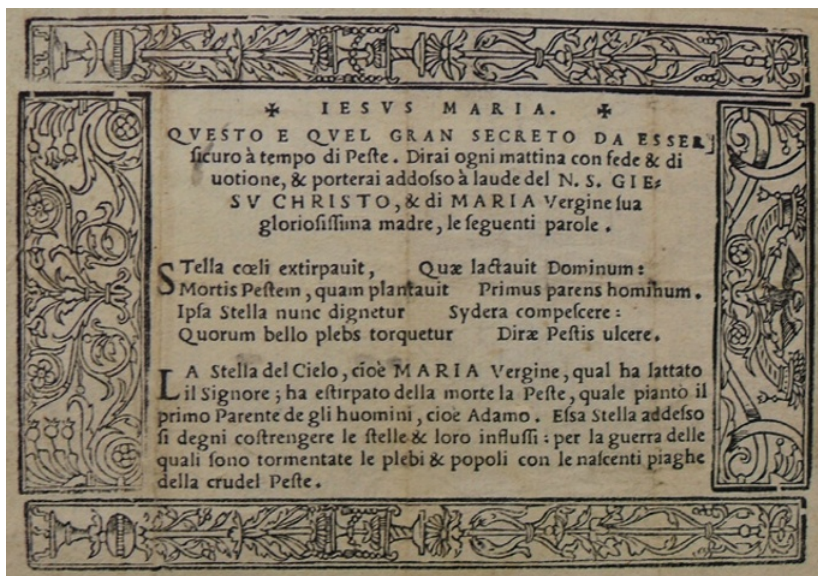 ✠ IESVS MARIA. ✠
QVESTO E QVEL GRAN SECRETO DA ESSER
ſicuro à tempo di Peſte. Dirai ogni mattina con fede & di
uotione, & porterai addoſſo à laude del N. S. GIE⸗
SV CHRISTO, & di MARIA Vergine ſua
glorioſiſſima madre, le ſeguenti parole.
STella cœli extirpauit, Quæ lactauit Dominum:
Mortis Peſtem, quam plantauit Primus parens hominum.
Ipſa Stella nunc dignetur Sydera compeſcere:
Quorum bello plebs torquetur Diræ Peſtis ulcere.
LA Stella del Cielo, cioè MARIA Vergine, qual ha lattato
il Signore; ha eſtirpato della morte la Peſte, quale piantò il
primo Parente de gli huomini, cioè Adamo. Eſſa Stella addeſſo
ſi degni coſtrengere le ſtelle & loro influſſi: per la guerra delle
quali ſono tormentate le plebi & popoli con le naſcenti piaghe
della crudel Peſte.